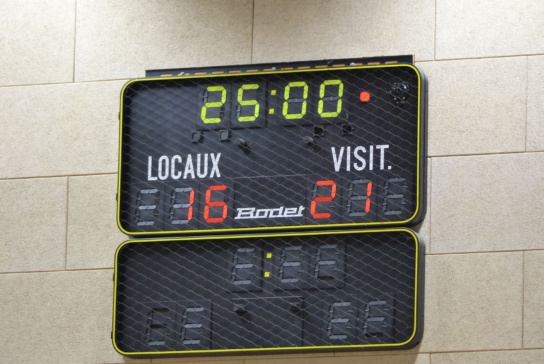 25:00
LOCAUX VISIT.
16 Bodet 21
: